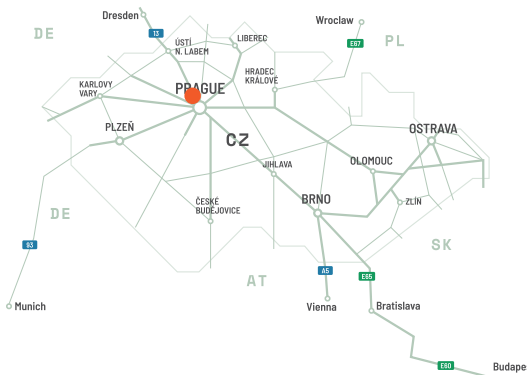 Dresden
Wroclaw
DE
13
LIBEREC
ÚSTÍ
N. LABEM
E67
PL
HRADEC
KRÁLOVÉ
KARLOVY
VARY
PRAGUE
PLZEŇ
CZ
OSTRAVA
JIHLAVA
OLOMOUC
ČESKÉ
BUDĚJOVICE
BRNO
ZLÍN
DE
93
SK
A5
E65
AT
Munich
Vienna
Bratislava
E60
Budape